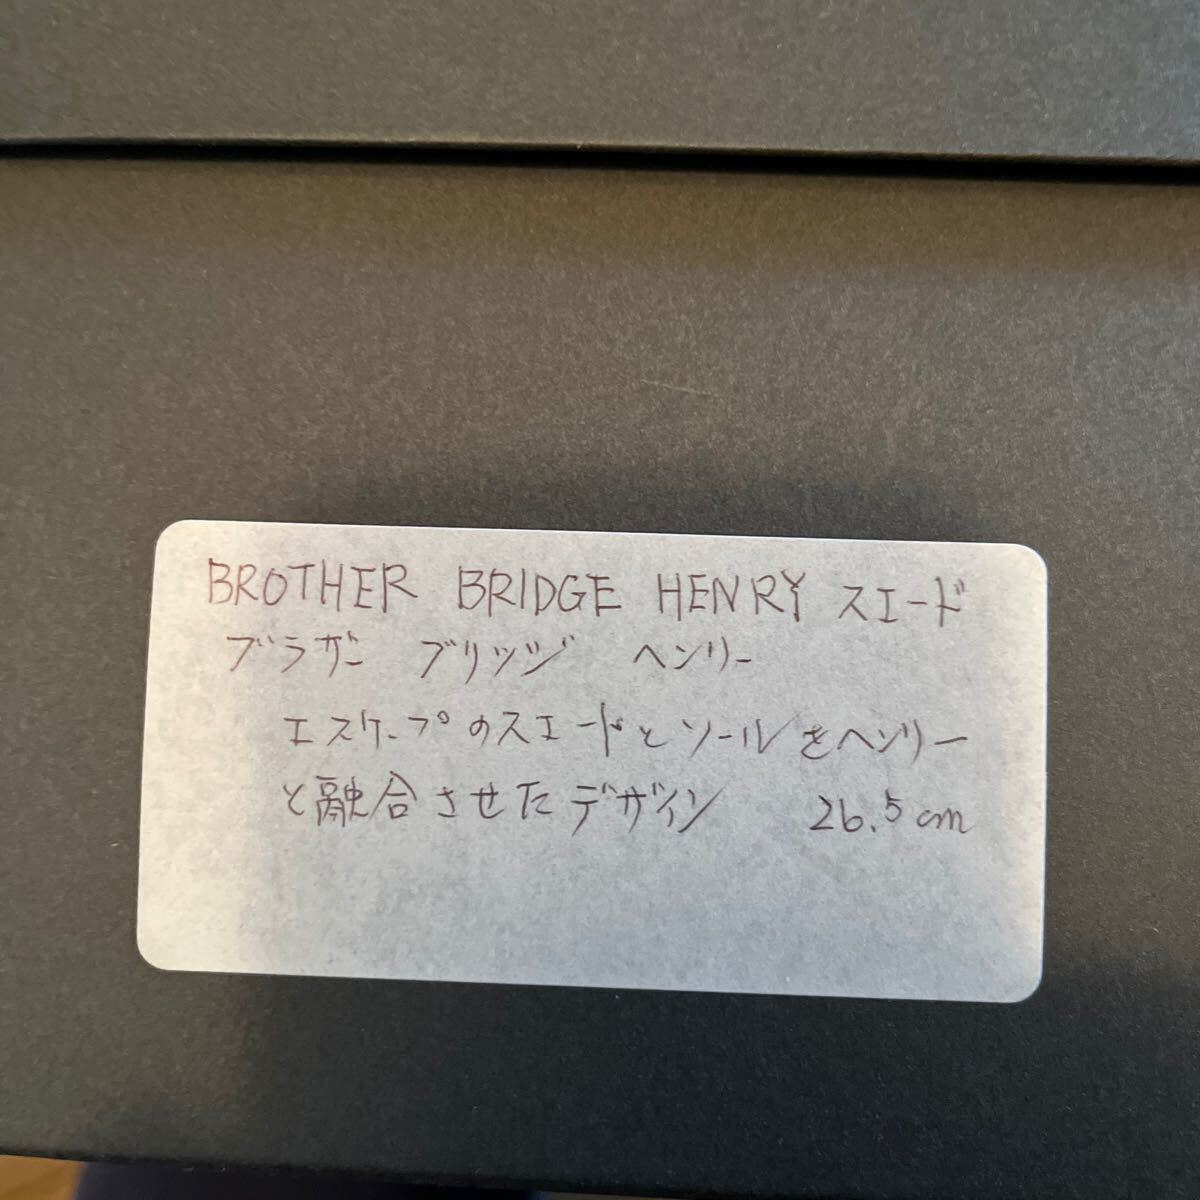 BROTHER BRIDGE HENRY スエード
ブラザー ブリッジ ヘンリー
エスケープのスエードとソールをヘンリー
と融合させたデザイン 26.5cm